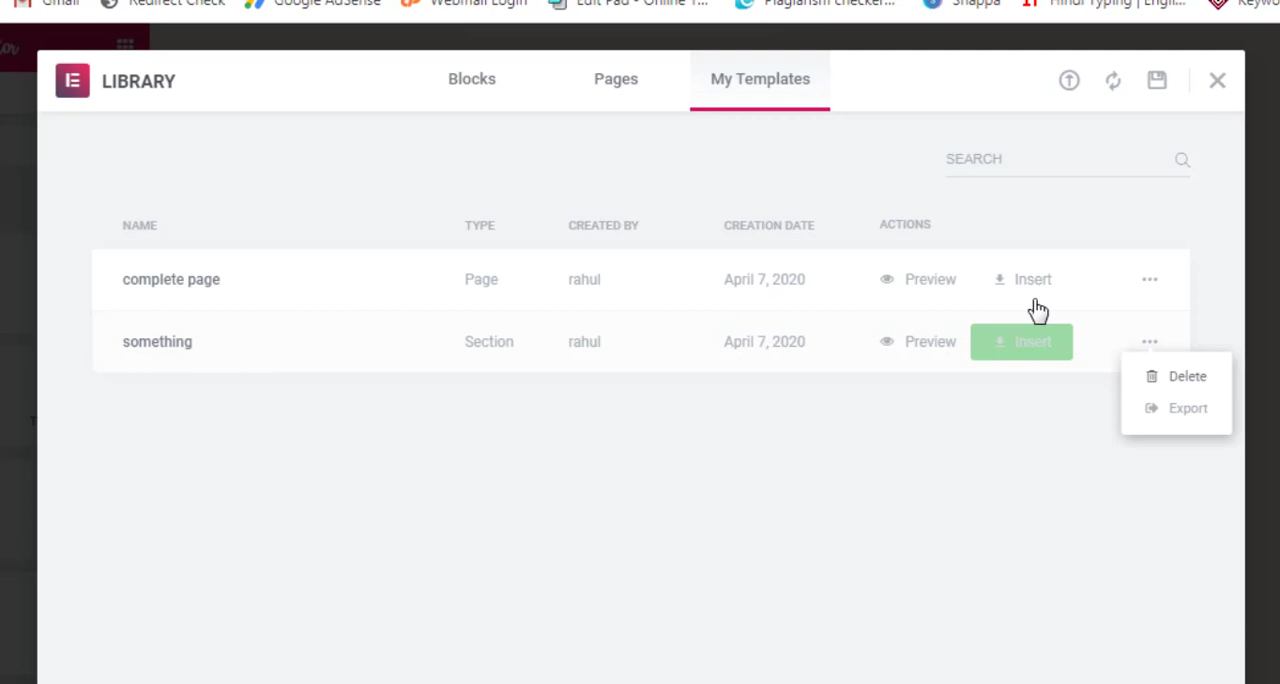 Gmail Redirect Check Google AdSense Webmail Login Edit Pad - Online T... Plagiarism checker... Snappa Hindi Typing | Engli... Keywo
LIBRARY Blocks Pages My Templates
SEARCH
NAME TYPE CREATED BY CREATION DATE ACTIONS
complete page Page rahul April 7, 2020 Preview Insert ...
something Section rahul April 7, 2020 Preview Insert ...
Delete
Export